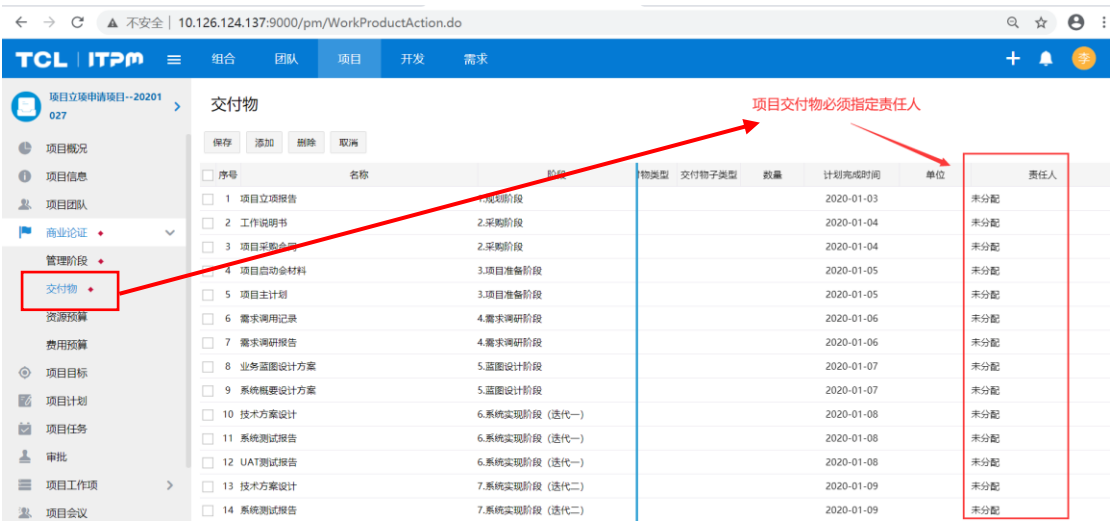 不安全 | 10.126.124.137:9000/pm/WorkProductAction.do
TCL ITPM 组合 团队 项目 开发 需求 李
项目立项申请项目--20201
027
项目概况
项目信息
项目团队
商业论证
管理阶段
交付物
资源预算
费用预算
项目目标
项目计划
项目任务
审批
项目工作项
项目会议
交付物
项目交付物必须指定责任人
保存 添加 删除 取消
序号 名称 阶段 物类型 交付物子类型 数量 计划完成时间 单位 责任人
1 项目立项报告 1.规划阶段 2020-01-03 未分配
2 工作说明书 2.采购阶段 2020-01-04 未分配
3 项目采购合同 2.采购阶段 2020-01-04 未分配
4 项目启动会材料 3.项目准备阶段 2020-01-05 未分配
5 项目主计划 3.项目准备阶段 2020-01-05 未分配
6 需求调用记录 4.需求调研阶段 2020-01-06 未分配
7 需求调研报告 4.需求调研阶段 2020-01-06 未分配
8 业务蓝图设计方案 5.蓝图设计阶段 2020-01-07 未分配
9 系统概要设计方案 5.蓝图设计阶段 2020-01-07 未分配
10 技术方案设计 6.系统实现阶段（迭代一） 2020-01-08 未分配
11 系统测试报告 6.系统实现阶段（迭代一） 2020-01-08 未分配
12 UAT测试报告 6.系统实现阶段（迭代一） 2020-01-08 未分配
13 技术方案设计 7.系统实现阶段（迭代二） 2020-01-09 未分配
14 系统测试报告 7.系统实现阶段（迭代二） 2020-01-09 未分配